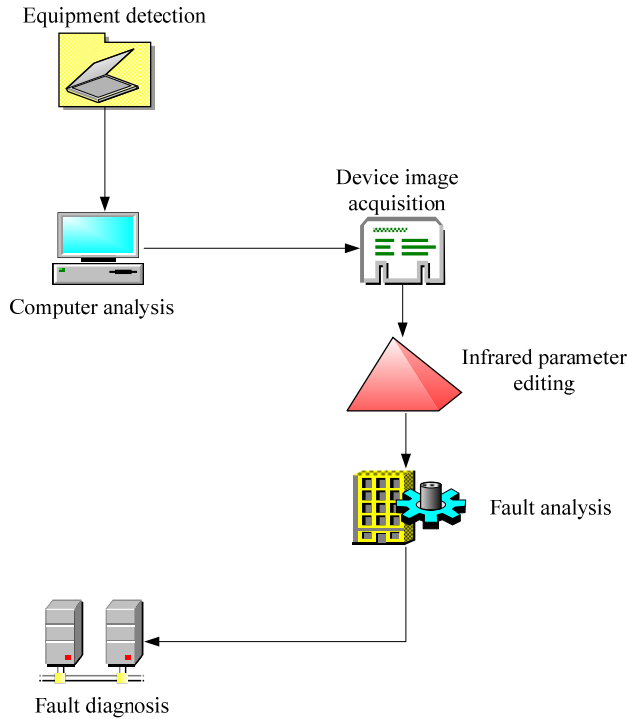 Equipment detection
Device image
acquisition
Computer analysis
Infrared parameter
editing
Fault analysis
Fault diagnosis